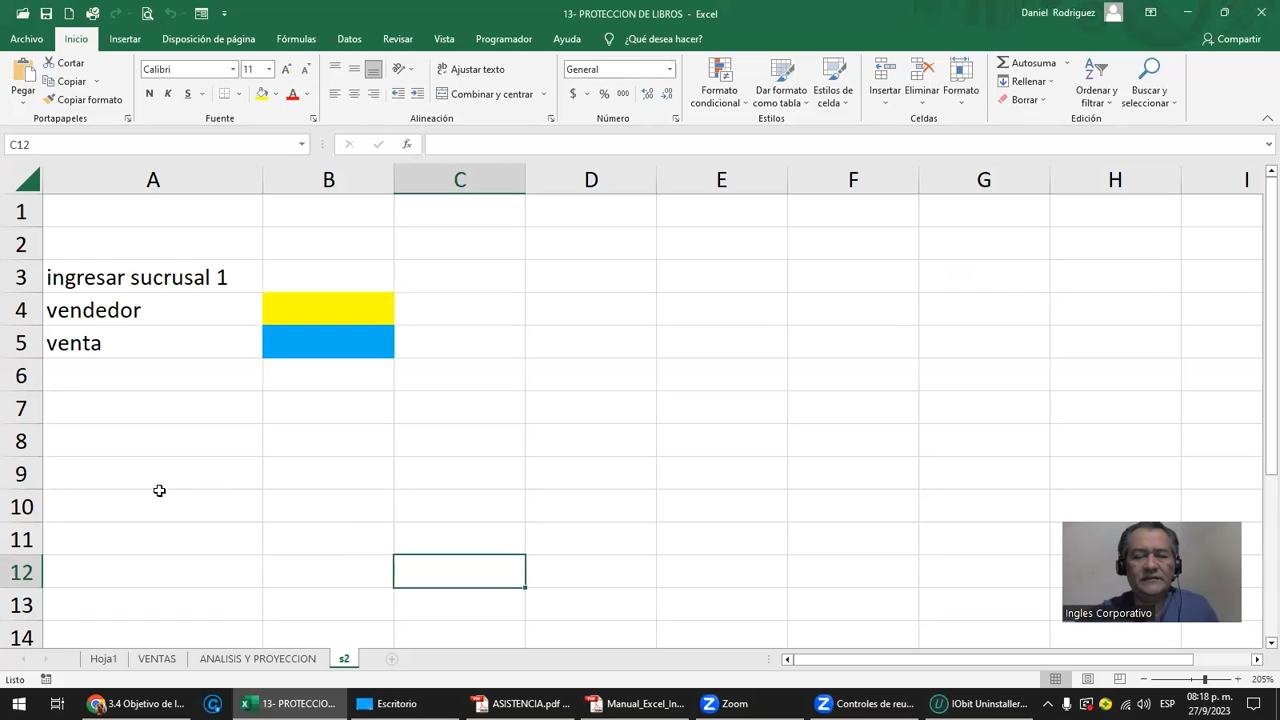 13- PROTECCION DE LIBROS - Excel
Daniel Rodriguez
Archivo Inicio Insertar Disposición de página Fórmulas Datos Revisar Vista Programador Ayuda ¿Qué desea hacer? Compartir
Pegar
Cortar
Copiar
Copiar formato
Portapapeles
Calibri 11
N K S
Fuente
Ajustar texto
Combinar y centrar
Alineación
General
$ % 000
Número
Formato condicional
Dar formato como tabla
Estilos de celda
Estilos
Insertar Eliminar Formato
Celdas
Autosuma
Rellenar
Borrar
Ordenar y filtrar
Buscar y seleccionar
Edición
C12
fx
A B C D E F G H I
1
2
3 ingresar sucrusal 1
4 vendedor
5 venta
6
7
8
9
10
11
12
13
14
Ingles Corporativo
Hoja1 VENTAS ANALISIS Y PROYECCION s2
Listo
205%
3.4 Objetivo de l...
13- PROTECCIO...
Escritorio
ASISTENCIA.pdf ...
Manual_Excel_In...
Zoom
Controles de reu...
IObit Uninstaller...
ESP
08:18 p. m.
27/9/2023